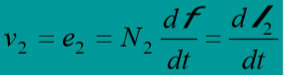 v₂ = e₂ = N₂ df/dt = dl₂/dt